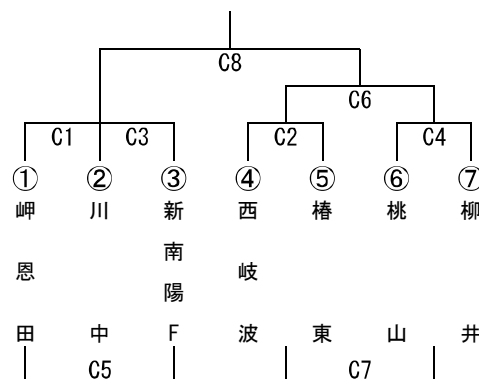 C8
C6
C1 C3 C2 C4
① ② ③ ④ ⑤ ⑥ ⑦
岬恩田
川中
新南陽F
西岐波
椿東
桃山
柳井
C5 C7